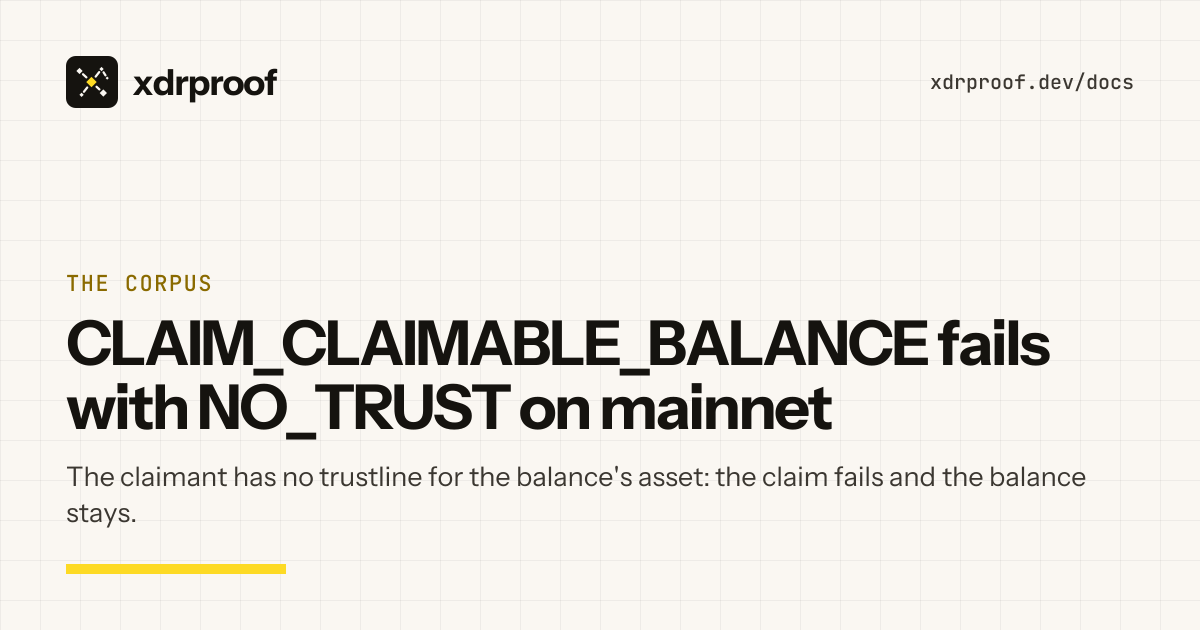 xdrproof
xdrproof.dev/docs
THE CORPUS
CLAIM_CLAIMABLE_BALANCE fails
with NO_TRUST on mainnet
The claimant has no trustline for the balance's asset: the claim fails and the balance
stays.